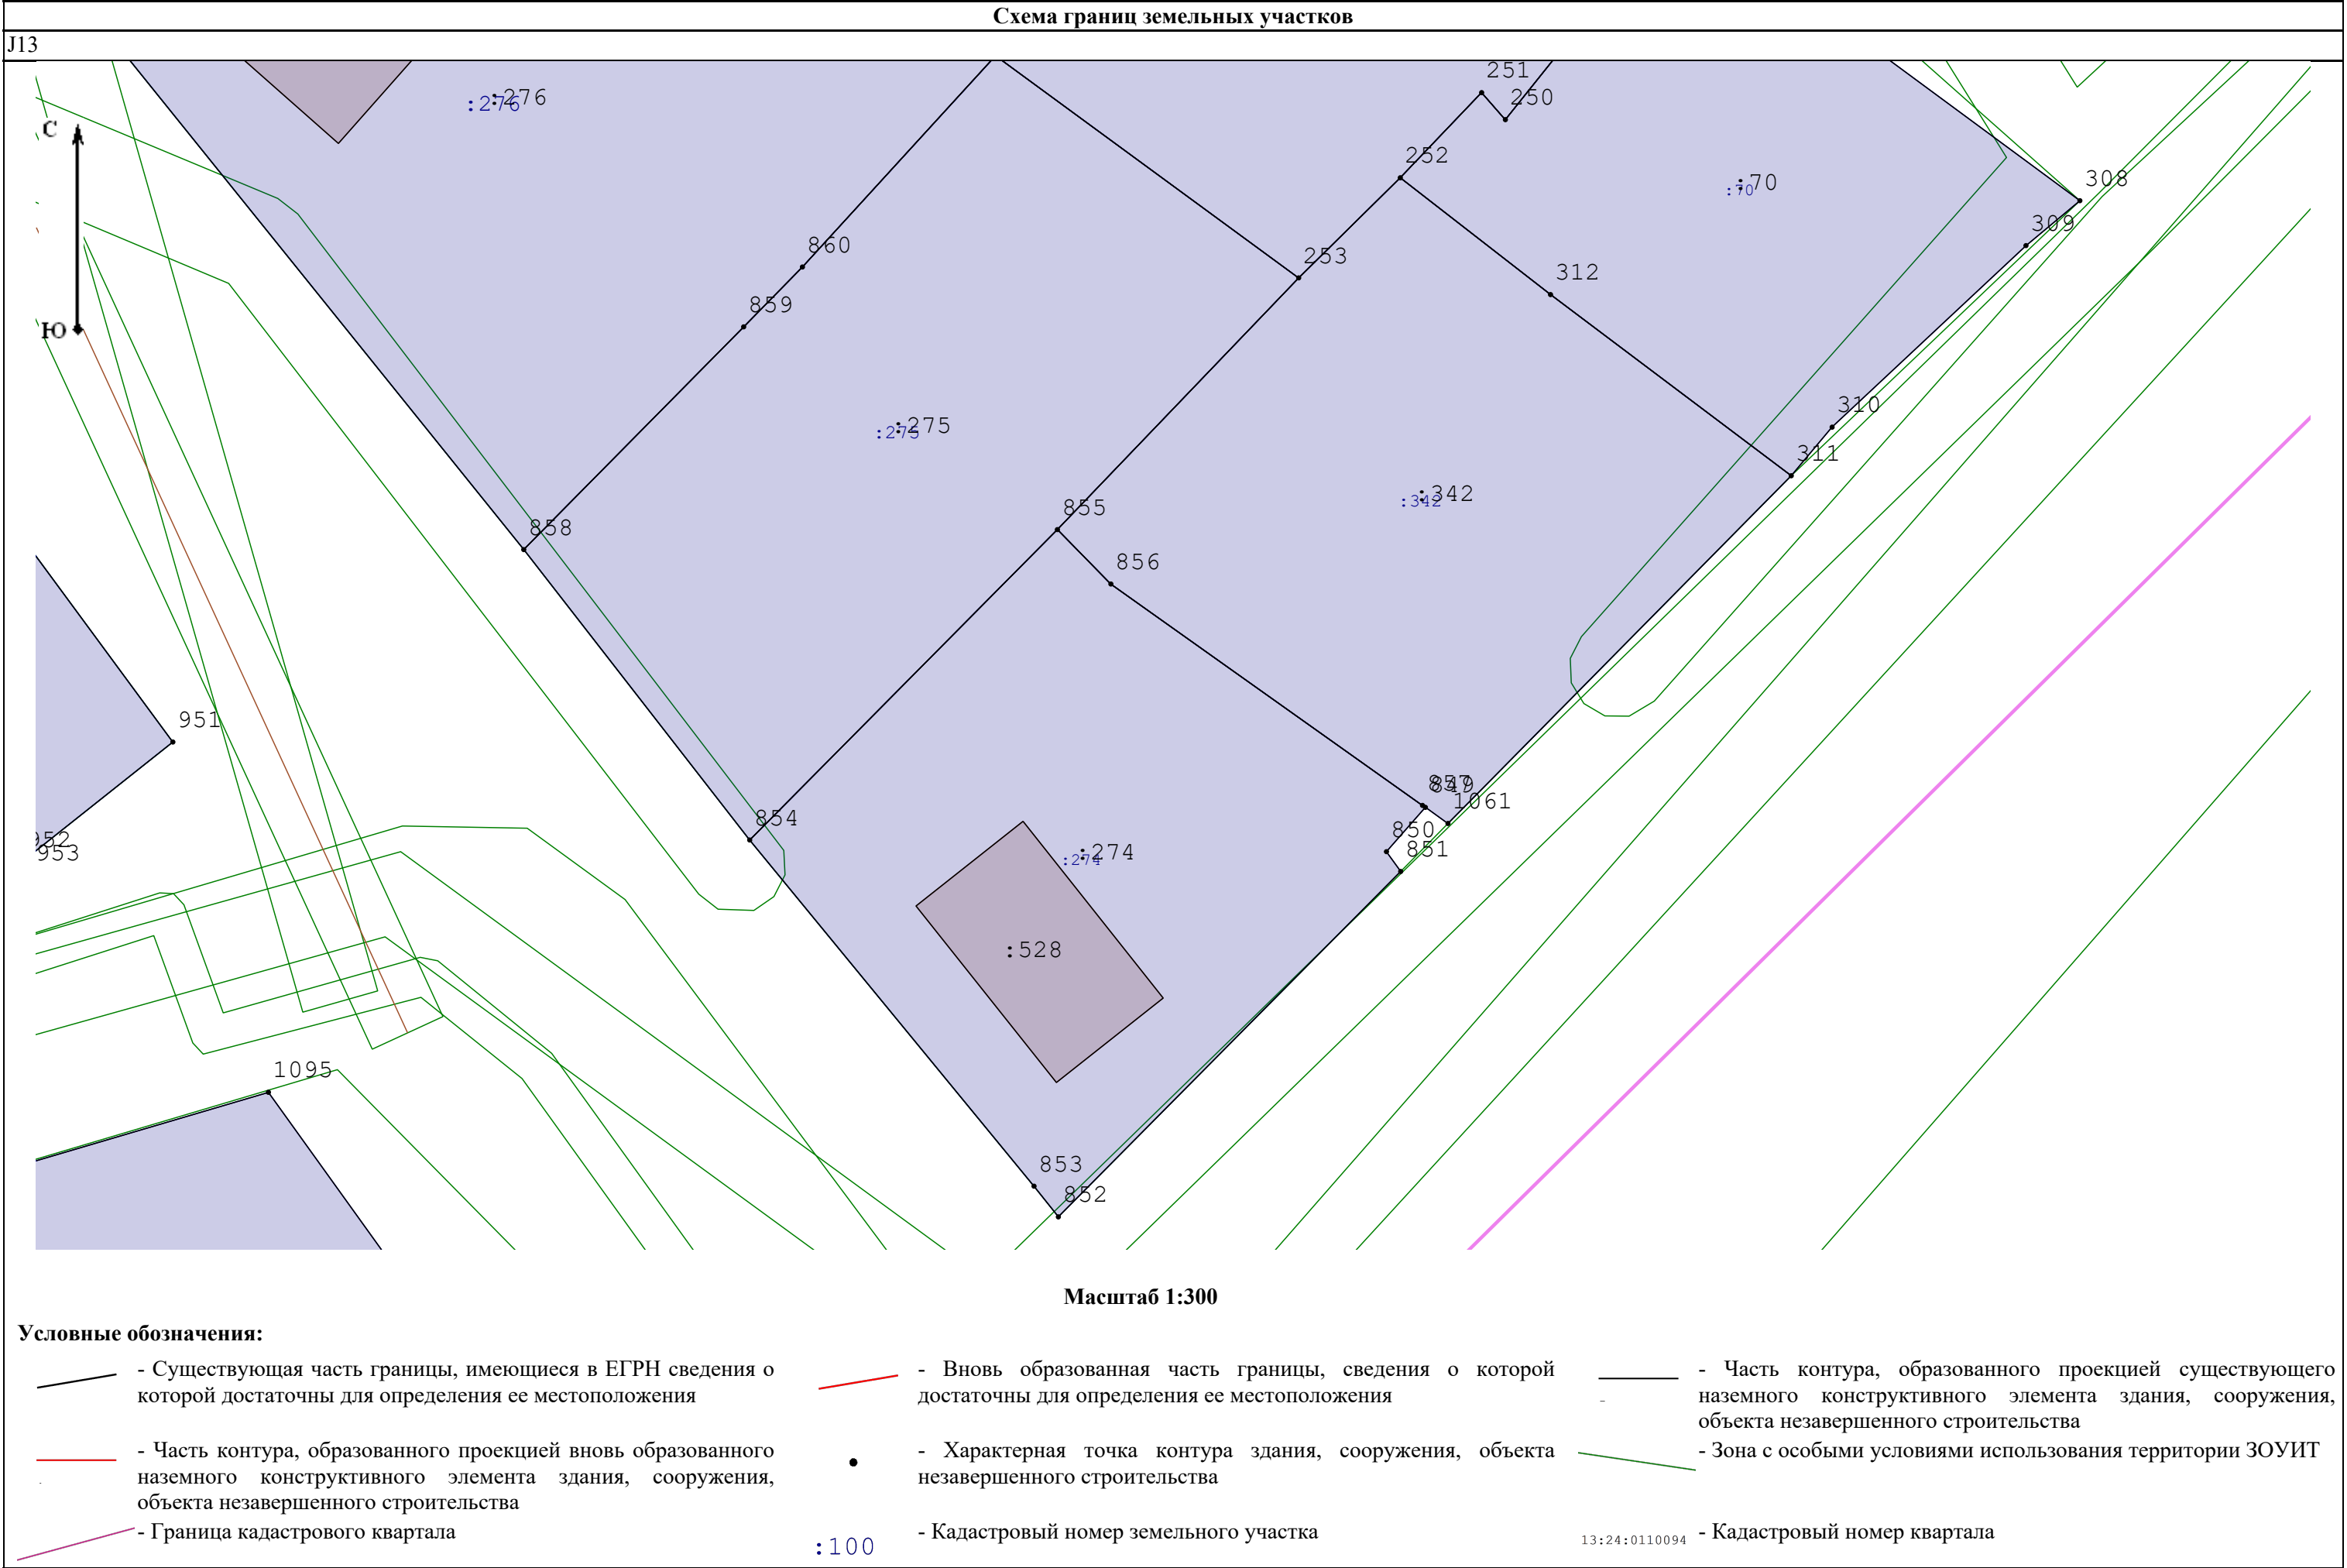 Схема границ земельных участков
J13
251
:276
:276
250
С
252
:70
:70
308
309
860
253
312
859
Ю
310
:275
:275
311
:342
:342
855
858
856
951
857
849
1061
854
850
952
851
953
:274
:274
:528
1095
853
852
Масштаб 1:300
Условные обозначения:
- Существующая часть границы, имеющиеся в ЕГРН сведения о
которой достаточны для определения ее местоположения
- Вновь образованная часть границы, сведения о которой
достаточны для определения ее местоположения
- Часть контура, образованного проекцией существующего
наземного конструктивного элемента здания, сооружения,
объекта незавершенного строительства
- Часть контура, образованного проекцией вновь образованного
наземного конструктивного элемента здания, сооружения,
объекта незавершенного строительства
- Характерная точка контура здания, сооружения, объекта
незавершенного строительства
- Зона с особыми условиями использования территории ЗОУИТ
- Граница кадастрового квартала
:100
- Кадастровый номер земельного участка
13:24:0110094
- Кадастровый номер квартала